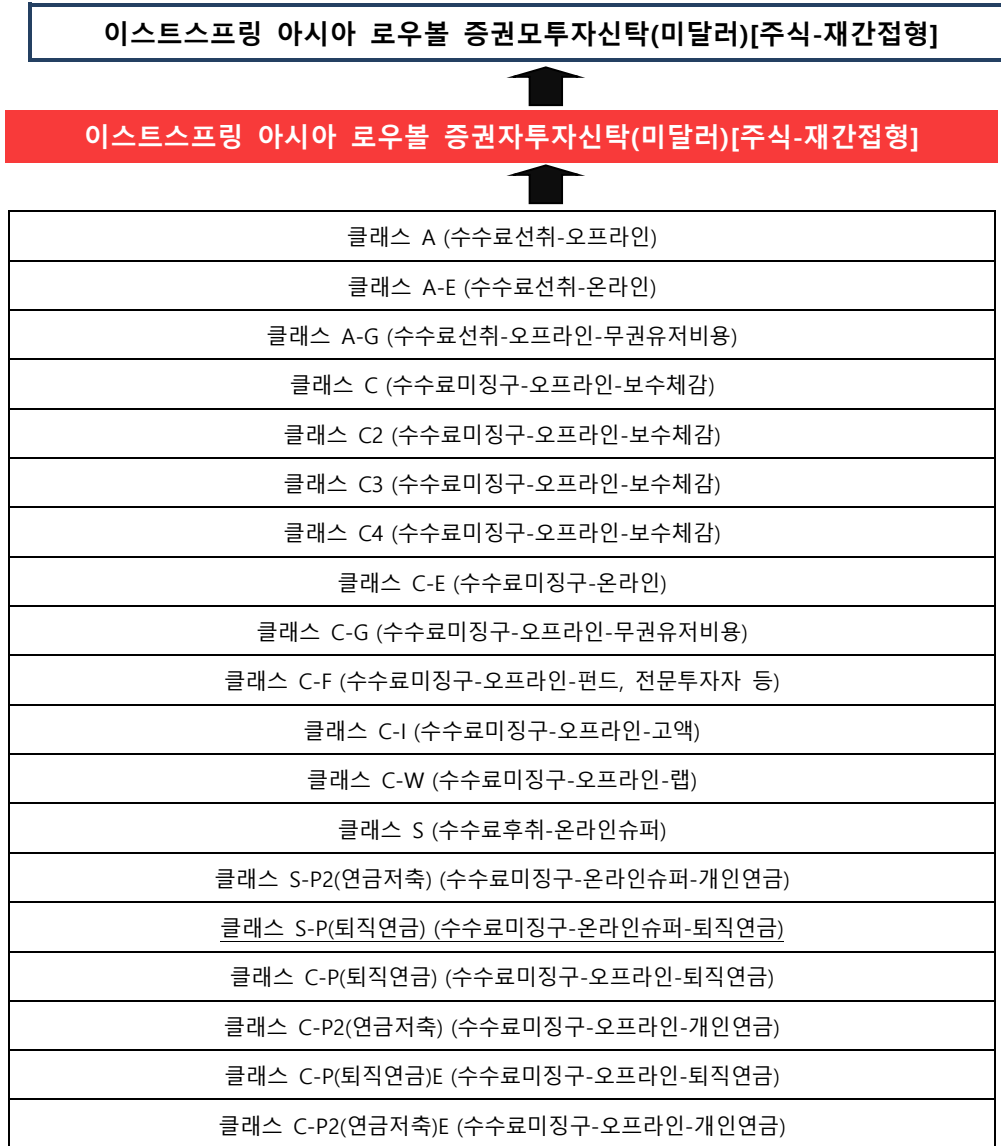 이스트스프링 아시아 로우볼 증권모투자신탁(미달러)[주식-재간접형]
이스트스프링 아시아 로우볼 증권자투자신탁(미달러)[주식-재간접형]
클래스 A (수수료선취-오프라인)
클래스 A-E (수수료선취-온라인)
클래스 A-G (수수료선취-오프라인-무권유저비용)
클래스 C (수수료미징구-오프라인-보수체감)
클래스 C2 (수수료미징구-오프라인-보수체감)
클래스 C3 (수수료미징구-오프라인-보수체감)
클래스 C4 (수수료미징구-오프라인-보수체감)
클래스 C-E (수수료미징구-온라인)
클래스 C-G (수수료미징구-오프라인-무권유저비용)
클래스 C-F (수수료미징구-오프라인-펀드, 전문투자자 등)
클래스 C-I (수수료미징구-오프라인-고액)
클래스 C-W (수수료미징구-오프라인-랩)
클래스 S (수수료후취-온라인슈퍼)
클래스 S-P2(연금저축) (수수료미징구-온라인슈퍼-개인연금)
클래스 S-P(퇴직연금) (수수료미징구-온라인슈퍼-퇴직연금)
클래스 C-P(퇴직연금) (수수료미징구-오프라인-퇴직연금)
클래스 C-P2(연금저축) (수수료미징구-오프라인-개인연금)
클래스 C-P(퇴직연금)E (수수료미징구-오프라인-퇴직연금)
클래스 C-P2(연금저축)E (수수료미징구-오프라인-개인연금)